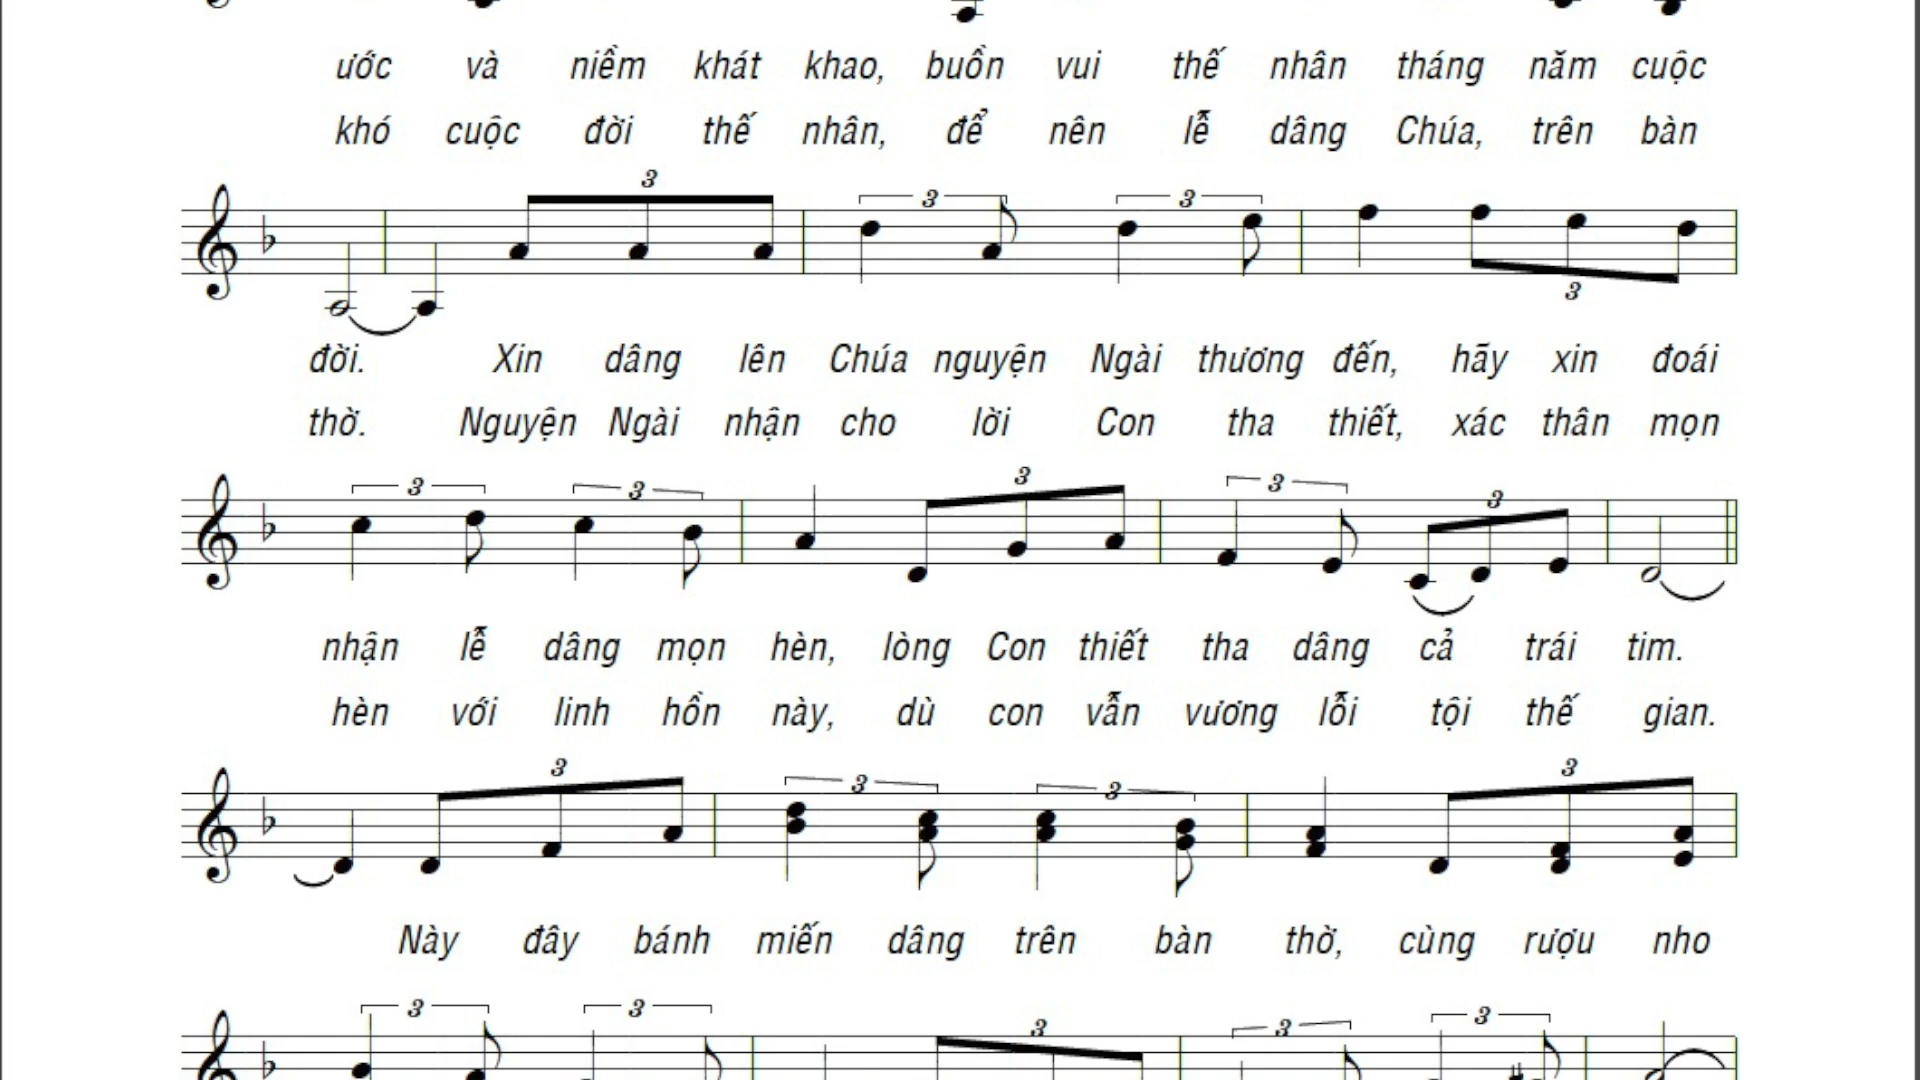 ước và niềm khát khao, buồn vui thế nhân tháng năm cuộc
khó cuộc đời thế nhân, để nên lễ dâng Chúa, trên bàn
3
3
3
3
đời. Xin dâng lên Chúa nguyện Ngài thương đến, hãy xin đoái
thờ. Nguyện Ngài nhận cho lời Con tha thiết, xác thân mọn
3
3
3
3
3
nhận lễ dâng mọn hèn, lòng Con thiết tha dâng cả trái tim.
hèn với linh hồn này, dù con vẫn vương lỗi tội thế gian.
3
3
3
3
Này đây bánh miến dâng trên bàn thờ, cùng rượu nho
3
3
3
3
3